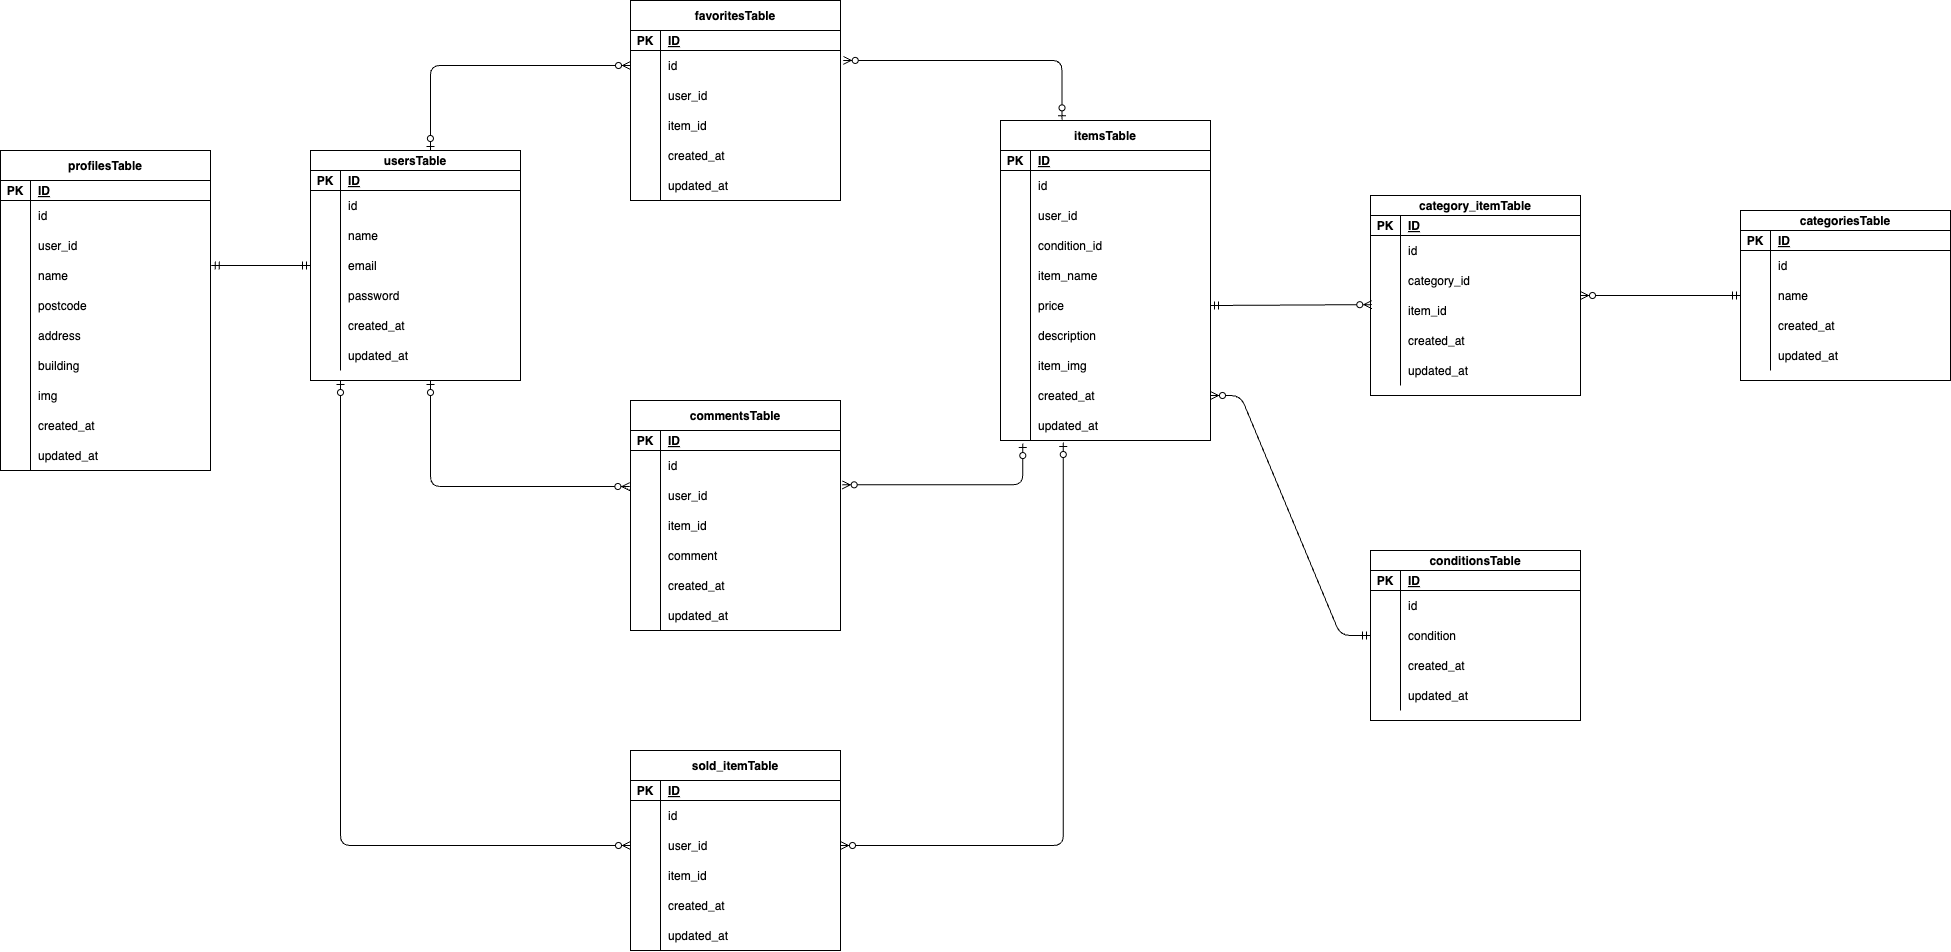 favoritesTable
PK ID
id
user_id
item_id
created_at
updated_at
profilesTable
PK ID
id
user_id
name
postcode
address
building
img
created_at
updated_at
usersTable
PK ID
id
name
email
password
created_at
updated_at
itemsTable
PK ID
id
user_id
condition_id
item_name
price
description
item_img
created_at
updated_at
category_itemTable
PK ID
id
category_id
item_id
created_at
updated_at
categoriesTable
PK ID
id
name
created_at
updated_at
commentsTable
PK ID
id
user_id
item_id
comment
created_at
updated_at
conditionsTable
PK ID
id
condition
created_at
updated_at
sold_itemTable
PK ID
id
user_id
item_id
created_at
updated_at